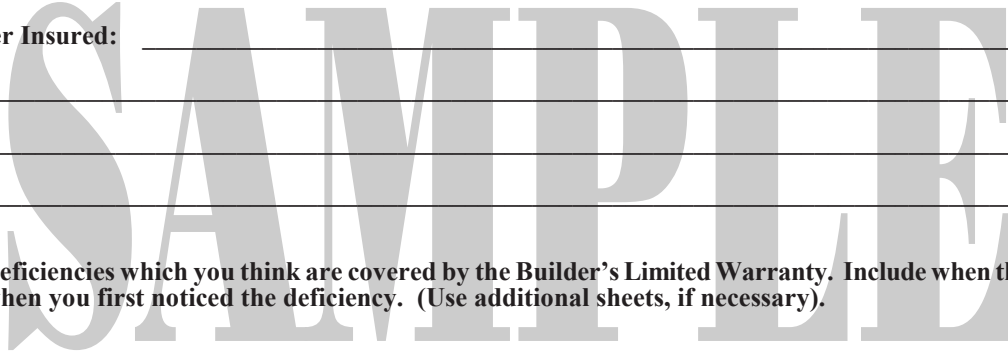 er Insured:
SAMPLE
eficiencies which you think are covered by the Builder’s Limited Warranty. Include when th
hen you first noticed the deficiency. (Use additional sheets, if necessary).